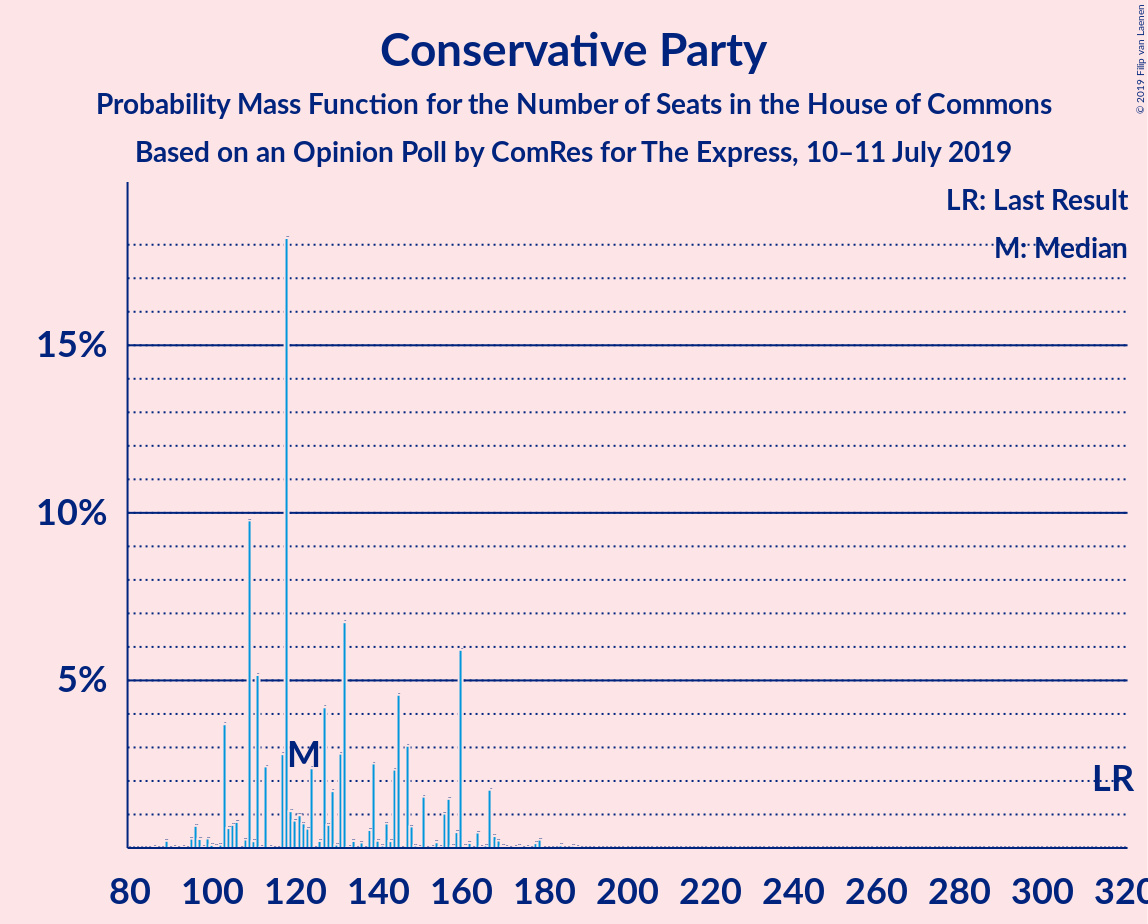 Conservative Party
Probability Mass Function for the Number of Seats in the House of Commons
Based on an Opinion Poll by ComRes for The Express, 10–11 July 2019
© 2019 Filip van Laenen
LR: Last Result
M: Median
15%
10%
5%
M
LR
80 100 120 140 160 180 200 220 240 260 280 300 320